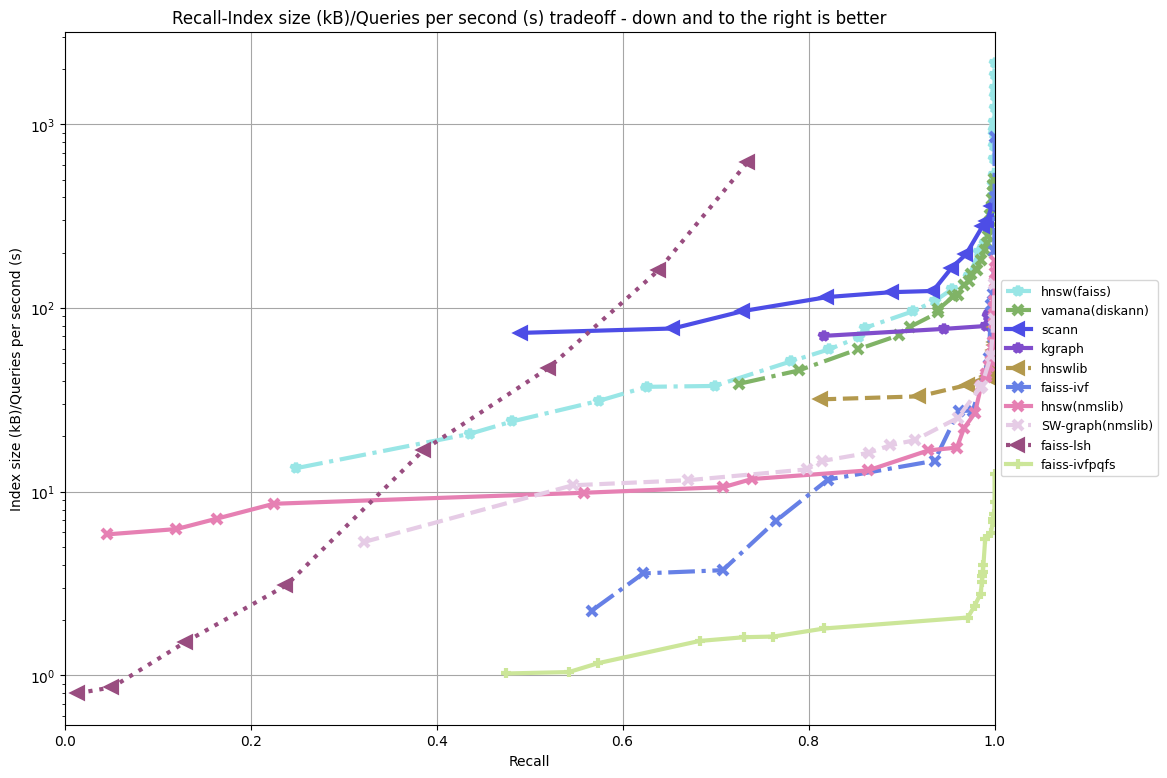 Recall-Index size (kB)/Queries per second (s) tradeoff - down and to the right is better
Index size (kB)/Queries per second (s)
10³
10²
10¹
10⁰
0.0
0.2
0.4
0.6
0.8
1.0
Recall
hnsw(faiss)
vamana(diskann)
scann
kgraph
hnswlib
faiss-ivf
hnsw(nmslib)
SW-graph(nmslib)
faiss-lsh
faiss-ivfpqfs